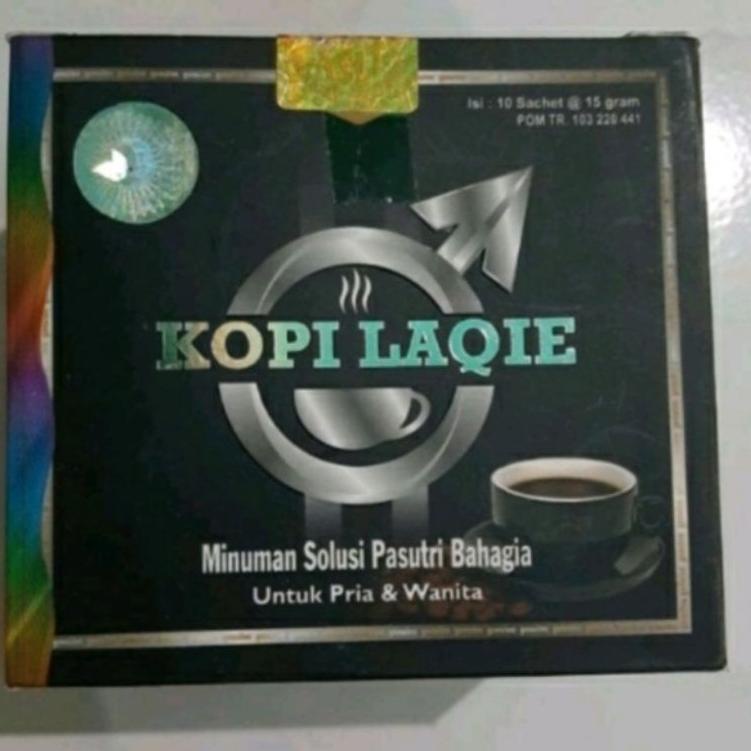 Isi : 10 Sachet @ 15 gram
POM TR. 103 228 441
KOPI LAQIE
Minuman Solusi Pasutri Bahagia
Untuk Pria & Wanita